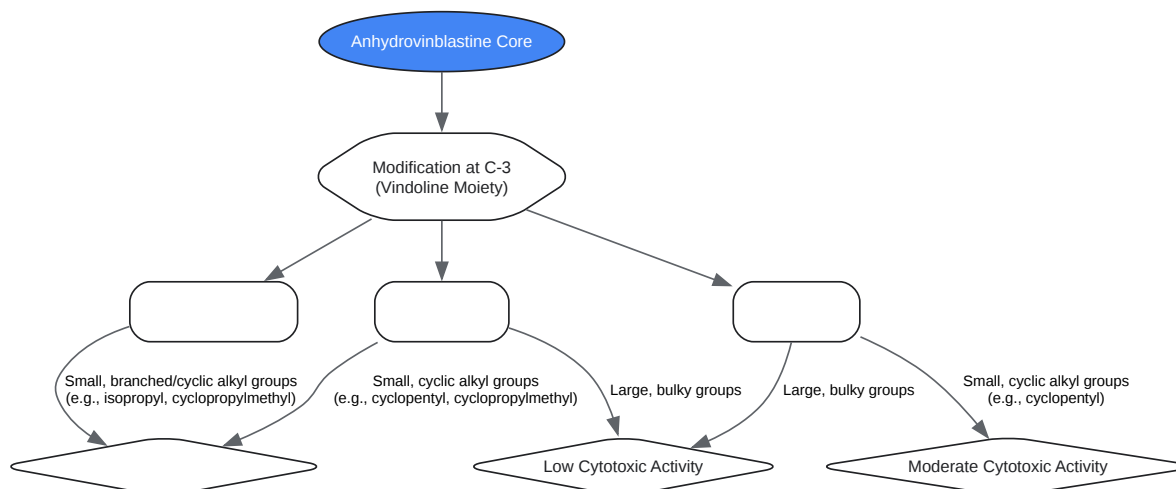 Anhydrovinblastine Core
Modification at C-3
(Vindoline Moiety)
Small, branched/cyclic alkyl groups
(e.g., isopropyl, cyclopropylmethyl)
Small, cyclic alkyl groups
(e.g., cyclopentyl, cyclopropylmethyl)
Large, bulky groups
Large, bulky groups
Small, cyclic alkyl groups
(e.g., cyclopentyl)
Low Cytotoxic Activity
Moderate Cytotoxic Activity